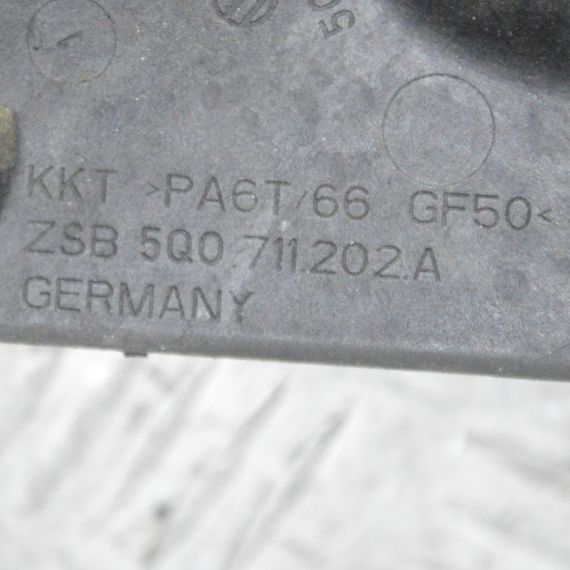 KKT >PA6T/66 GF50<
ZSB 5Q0 711.202.A
GERMANY